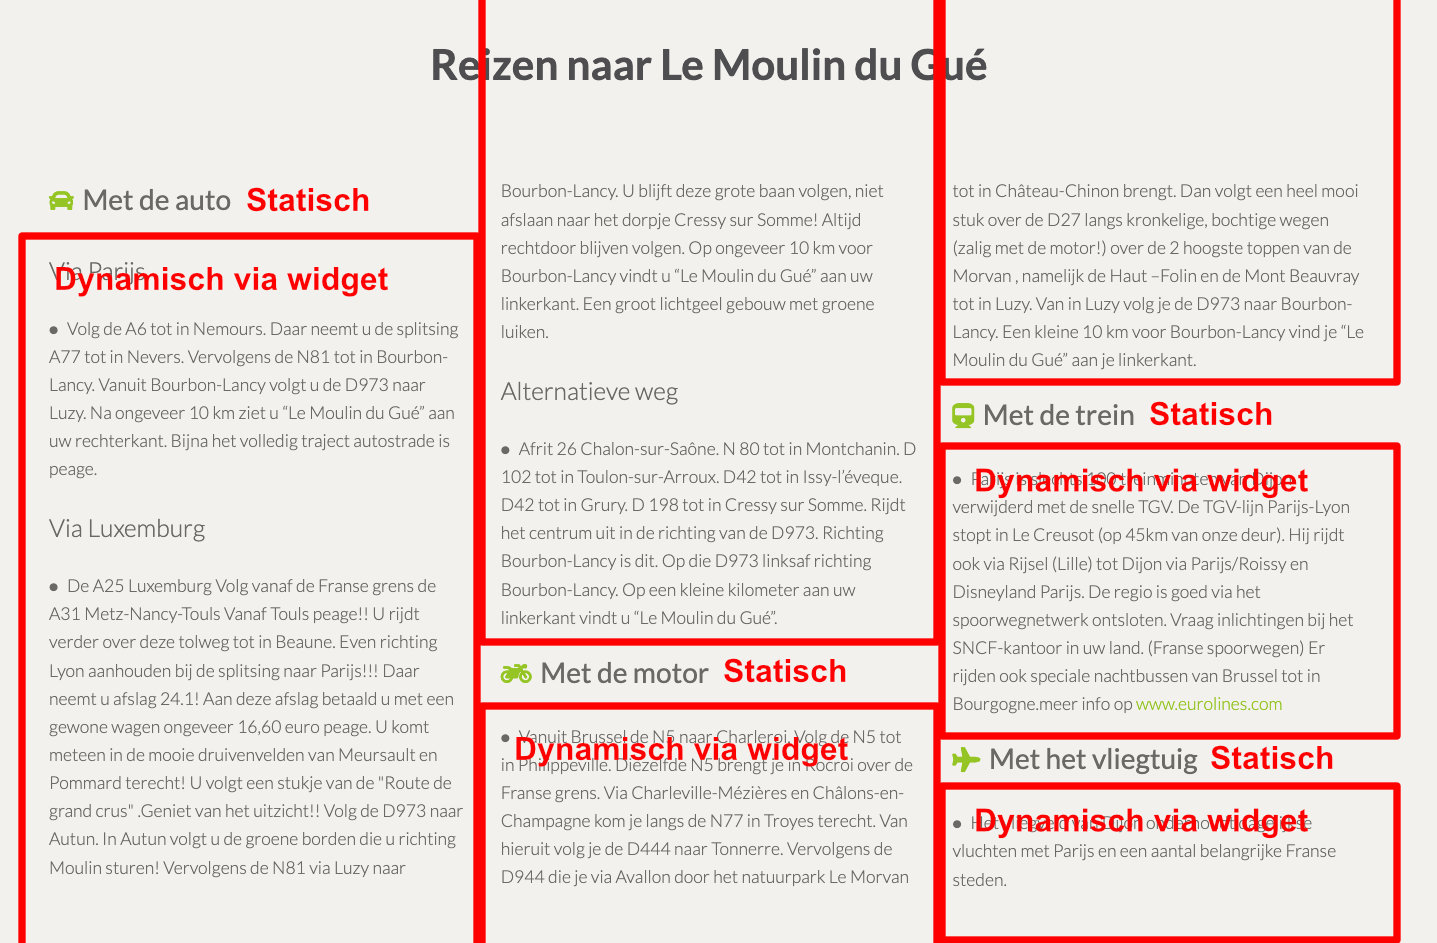 Reizen naar Le Moulin du Gué
Met de auto Statisch
Via Parijs
Dynamisch via widget
● Volg de A6 tot in Nemours. Daar neemt u de splitsing
A77 tot in Nevers. Vervolgens de N81 tot in Bourbon-
Lancy. Vanuit Bourbon-Lancy volgt u de D973 naar
Luzy. Na ongeveer 10 km ziet u “Le Moulin du Gué” aan
uw rechterkant. Bijna het volledig traject autostrade is
peage.
Via Luxemburg
● De A25 Luxemburg Volg vanaf de Franse grens de
A31 Metz-Nancy-Touls Vanaf Touls peage!! U rijdt
verder over deze tolweg tot in Beaune. Even richting
Lyon aanhouden bij de splitsing naar Parijs!!! Daar
neemt u afslag 24.1! Aan deze afslag betaald u met een
gewone wagen ongeveer 16,60 euro peage. U komt
meteen in de mooie druivenvelden van Meursault en
Pommard terecht! U volgt een stukje van de "Route de
grand crus" .Geniet van het uitzicht!! Volg de D973 naar
Autun. In Autun volgt u de groene borden die u richting
Moulin sturen! Vervolgens de N81 via Luzy naar
Bourbon-Lancy. U blijft deze grote baan volgen, niet
afslaan naar het dorpje Cressy sur Somme! Altijd
rechtdoor blijven volgen. Op ongeveer 10 km voor
Bourbon-Lancy vindt u “Le Moulin du Gué” aan uw
linkerkant. Een groot lichtgeel gebouw met groene
luiken.
Alternatieve weg
● Afrit 26 Chalon-sur-Saône. N 80 tot in Montchanin. D
102 tot in Toulon-sur-Arroux. D42 tot in Issy-l’éveque.
D42 tot in Grury. D 198 tot in Cressy sur Somme. Rijdt
het centrum uit in de richting van de D973. Richting
Bourbon-Lancy is dit. Op die D973 linksaf richting
Bourbon-Lancy. Op een kleine kilometer aan uw
linkerkant vindt u “Le Moulin du Gué”.
Met de motor Statisch
● Vanuit Brussel de N5 naar Charleroi. Volg de N5 tot
Dynamisch via widget
in Philippeville. Diezelfde N5 brengt je in Rocroi over de
Franse grens. Via Charleville-Mézières en Châlons-en-
Champagne kom je langs de N77 in Troyes terecht. Van
hieruit volg je de D444 naar Tonnerre. Vervolgens de
D944 die je via Avallon door het natuurpark Le Morvan
tot in Château-Chinon brengt. Dan volgt een heel mooi
stuk over de D27 langs kronkelige, bochtige wegen
(zalig met de motor!) over de 2 hoogste toppen van de
Morvan , namelijk de Haut –Folin en de Mont Beauvray
tot in Luzy. Van in Luzy volg je de D973 naar Bourbon-
Lancy. Een kleine 10 km voor Bourbon-Lancy vind je “Le
Moulin du Gué” aan je linkerkant.
Met de trein Statisch
● Parijs is slechts 100 Dijon
Dynamisch via widget
verwijderd met de snelle TGV. De TGV-lijn Parijs-Lyon
stopt in Le Creusot (op 45km van onze deur). Hij rijdt
ook via Rijsel (Lille) tot Dijon via Parijs/Roissy en
Disneyland Parijs. De regio is goed via het
spoorwegnetwerk ontsloten. Vraag inlichtingen bij het
SNCF-kantoor in uw land. (Franse spoorwegen) Er
rijden ook speciale nachtbussen van Brussel tot in
Bourgogne.meer info op www.eurolines.com
Met het vliegtuig Statisch
● Het
Dynamisch via widget
vluchten met Parijs en een aantal belangrijke Franse
steden.